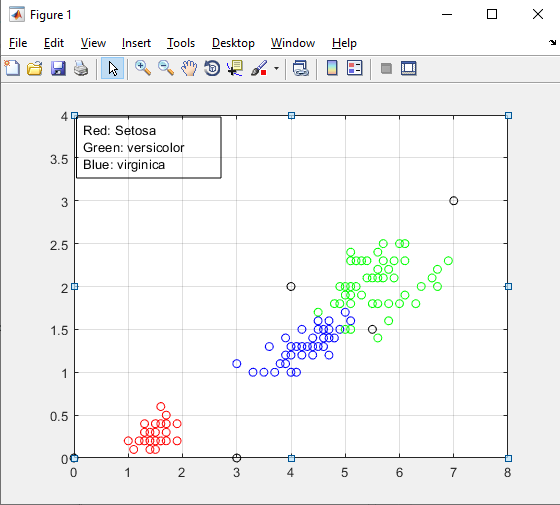 Figure 1
File Edit View Insert Tools Desktop Window Help
Red: Setosa
Green: versicolor
Blue: virginica
4
3.5
3
2.5
2
1.5
1
0.5
0
0 1 2 3 4 5 6 7 8